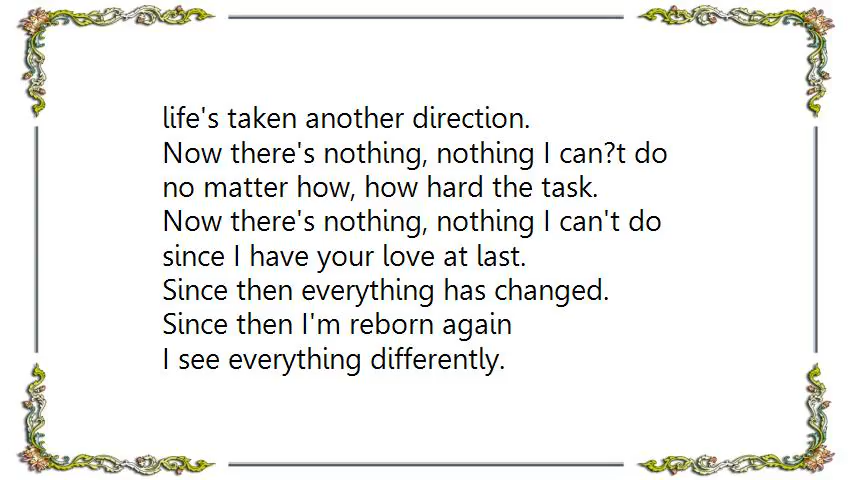 life's taken another direction.
Now there's nothing, nothing I can?t do
no matter how, how hard the task.
Now there's nothing, nothing I can't do
since I have your love at last.
Since then everything has changed.
Since then I'm reborn again
I see everything differently.